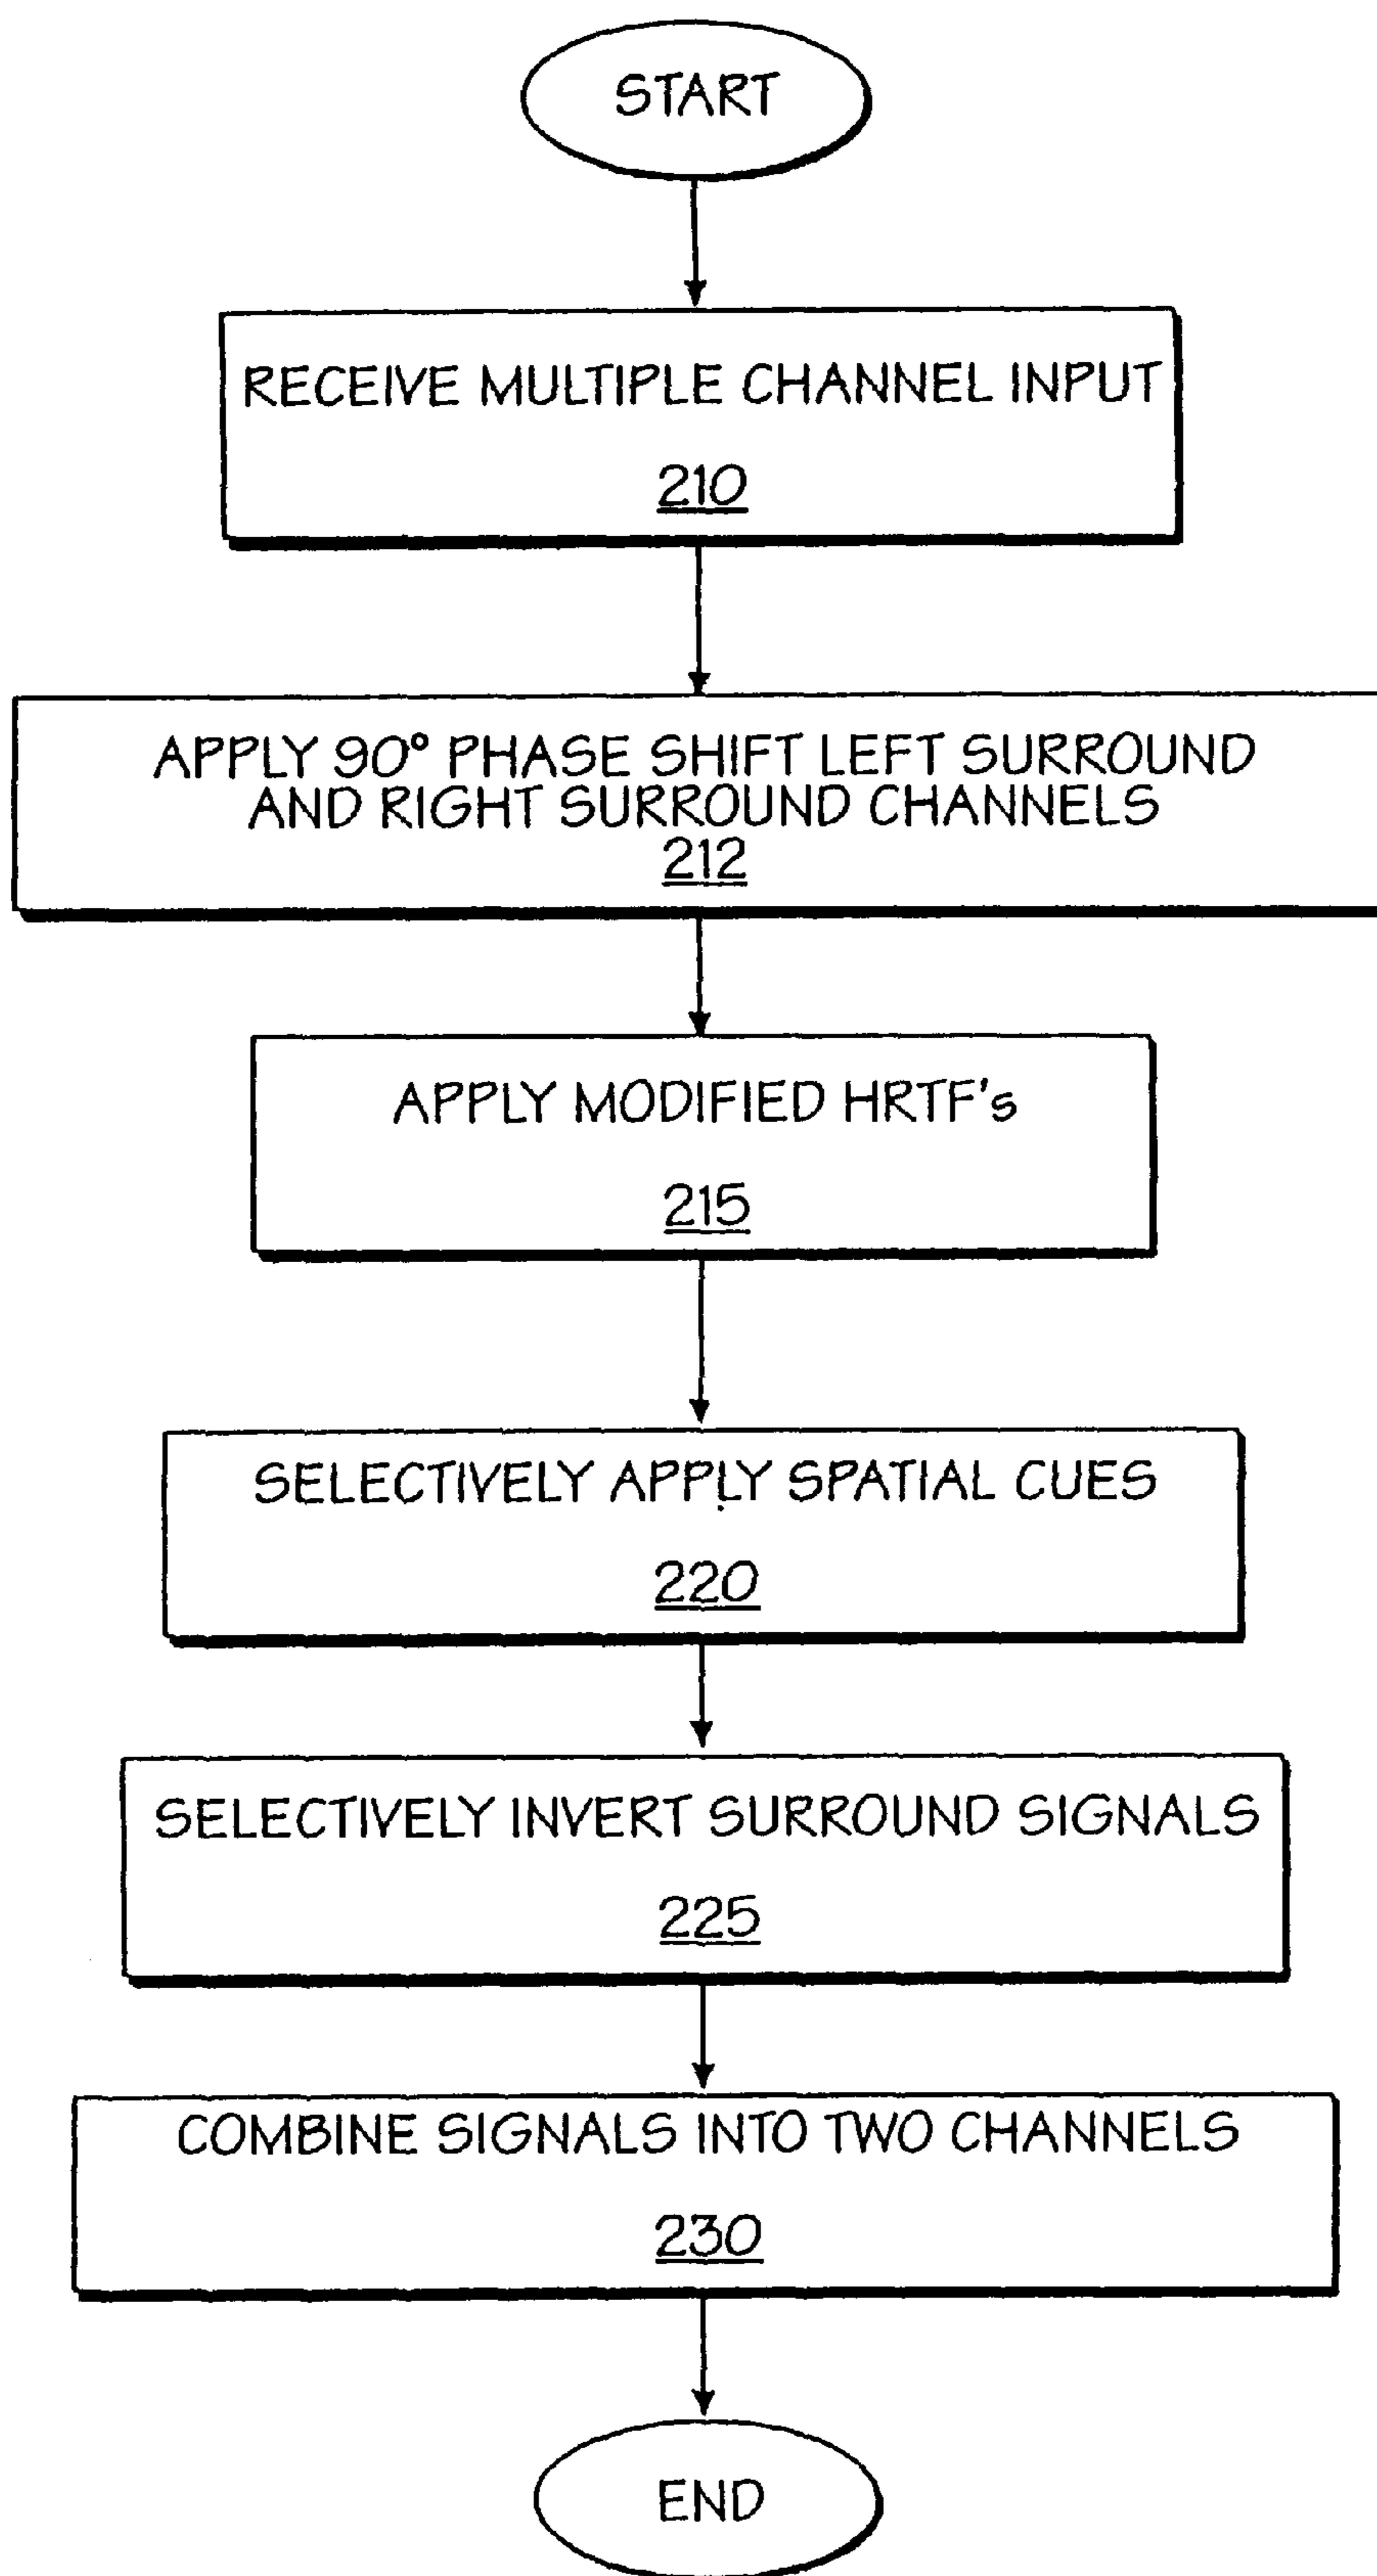 START
RECEIVE MULTIPLE CHANNEL INPUT
210
APPLY 90° PHASE SHIFT LEFT SURROUND
AND RIGHT SURROUND CHANNELS
212
APPLY MODIFIED HRTF's
215
SELECTIVELY APPLY SPATIAL CUES
220
SELECTIVELY INVERT SURROUND SIGNALS
225
COMBINE SIGNALS INTO TWO CHANNELS
230
END